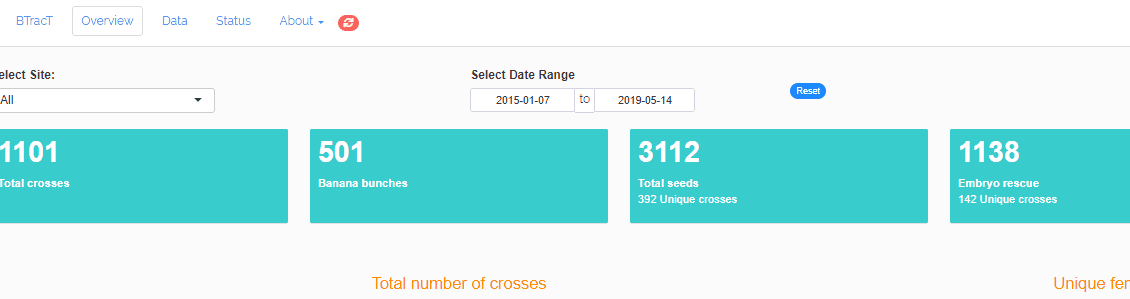 BTracT Overview Data Status About
elect Site: Select Date Range
All 2015-01-07 to 2019-05-14 Reset
1101 501 3112 1138
Total crosses Banana bunches Total seeds Embryo rescue
392 Unique crosses 142 Unique crosses
Total number of crosses Unique fer